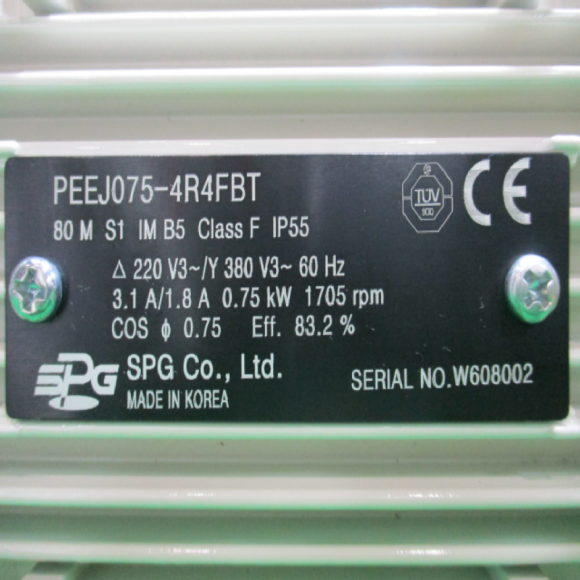 PEEJ075-4R4FBT
TÜV
CE
80 M S1 IM B5 Class F IP55
Δ 220 V3~/Y 380 V3~ 60 Hz
3.1 A/1.8 A 0.75 kW 1705 rpm
COS ϕ 0.75 Eff. 83.2 %
SPG SPG Co., Ltd.
MADE IN KOREA
SERIAL NO.W608002